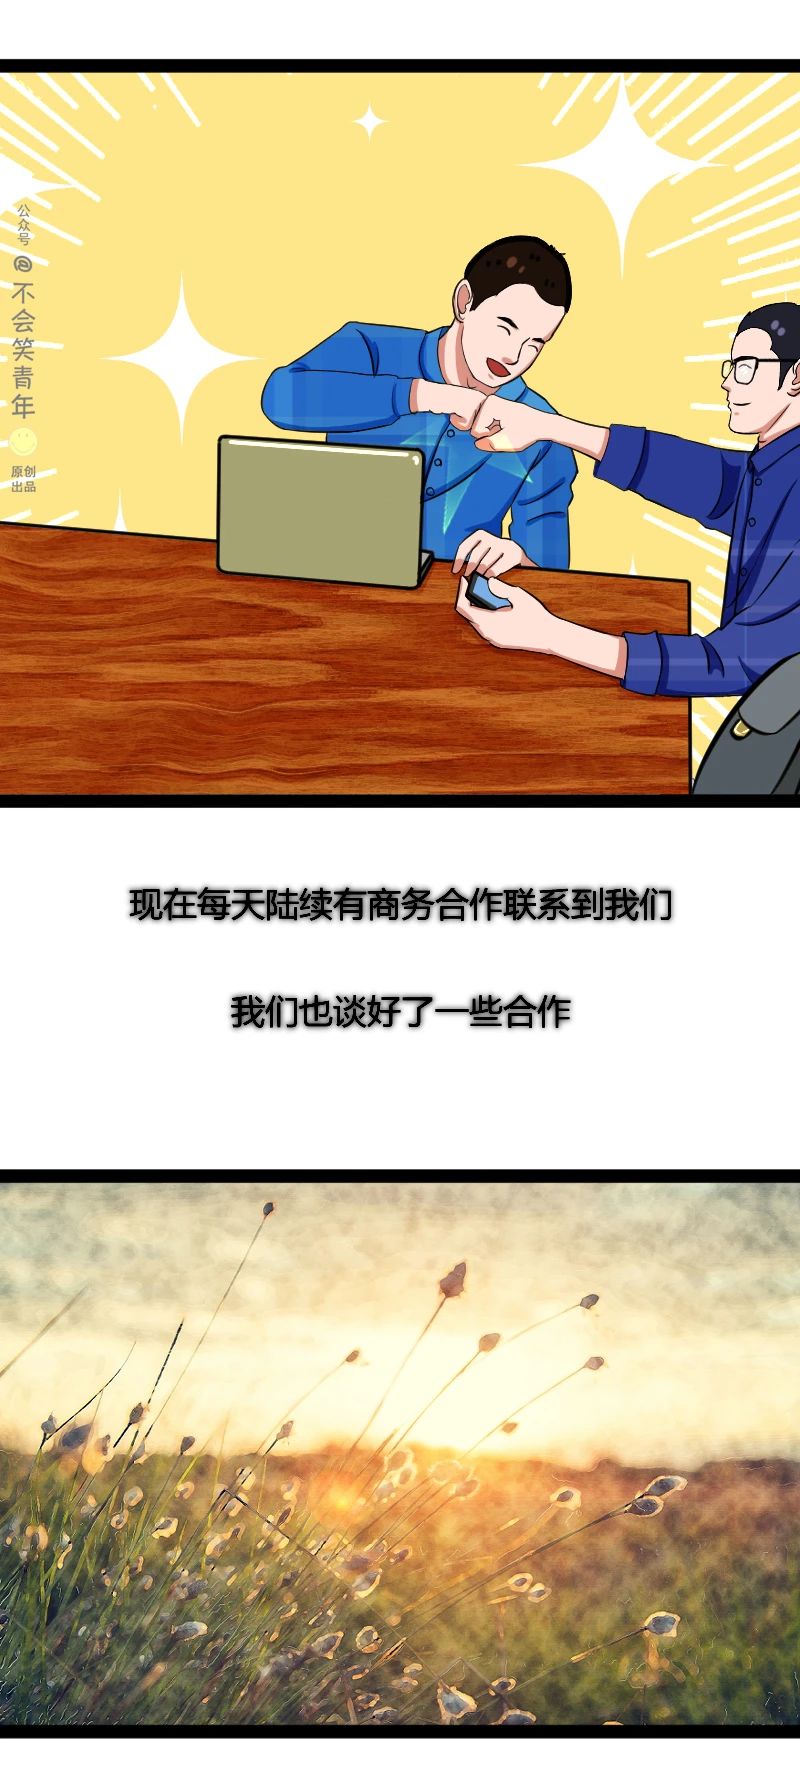 公众号
@不会笑青年
原创
出品
现在每天陆续有商务合作联系到我们
我们也谈好了一些合作